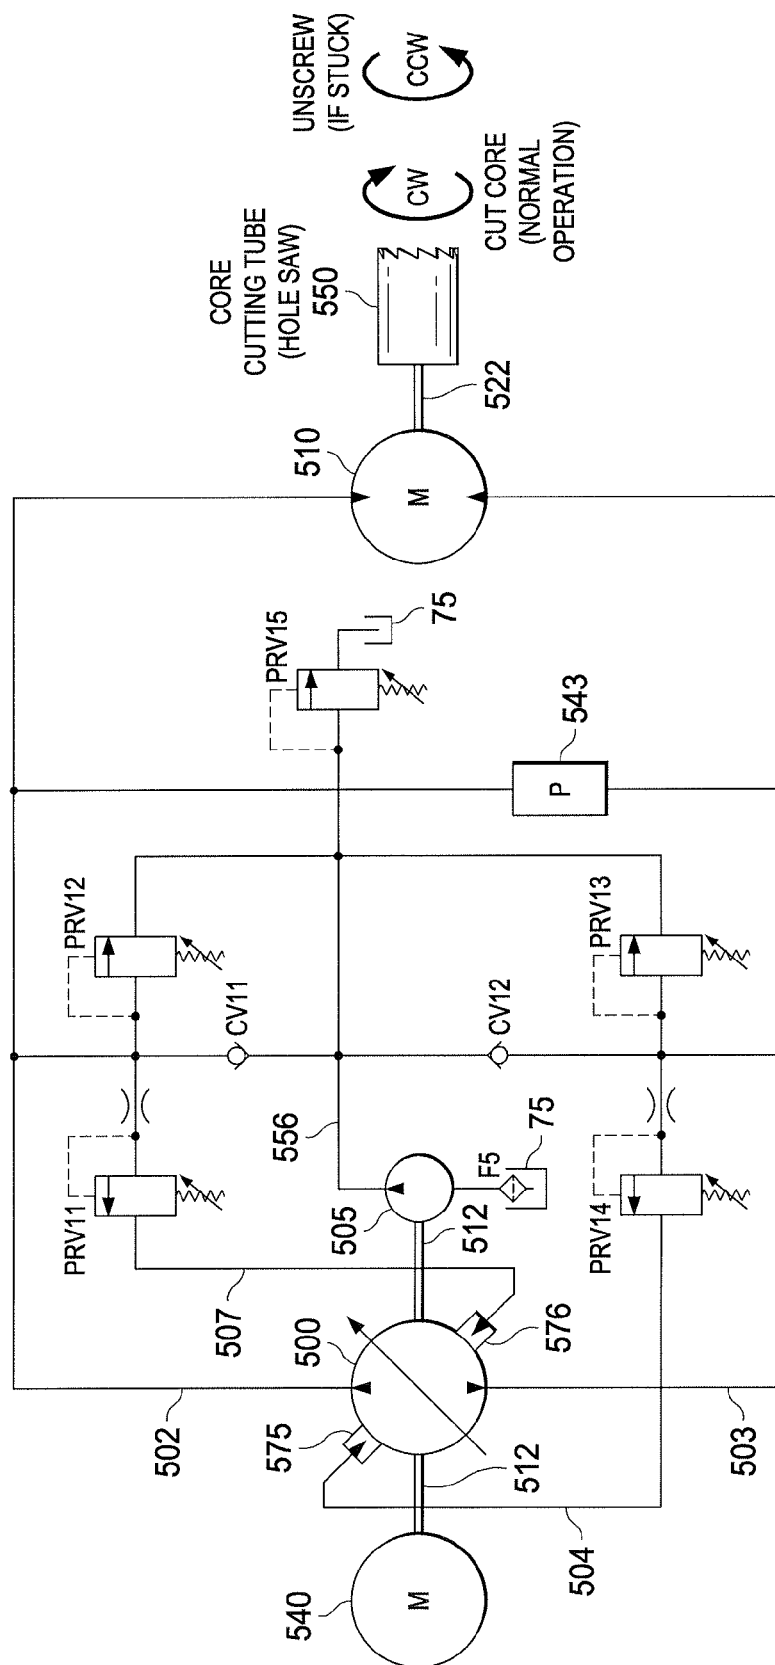 UNSCREW
(IF STUCK)
CCW
CW
CUT CORE
(NORMAL
OPERATION)
CORE
CUTTING TUBE
(HOLE SAW)
550
522
510
M
PRV15
75
543
P
PRV12
PRV13
CV11
CV12
556
F5
75
505
512
PRV11
PRV14
507
500
576
575
502
503
512
504
540
M